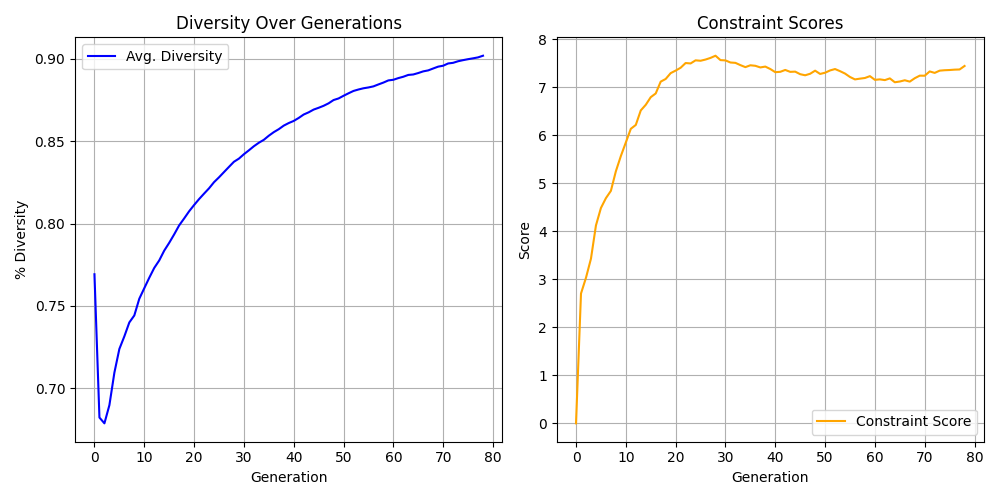 Diversity Over Generations
Avg. Diversity
% Diversity
0.90
0.85
0.80
0.75
0.70
0 10 20 30 40 50 60 70 80
Generation
Constraint Scores
Score
8
7
6
5
4
3
2
1
0
Constraint Score
0 10 20 30 40 50 60 70 80
Generation